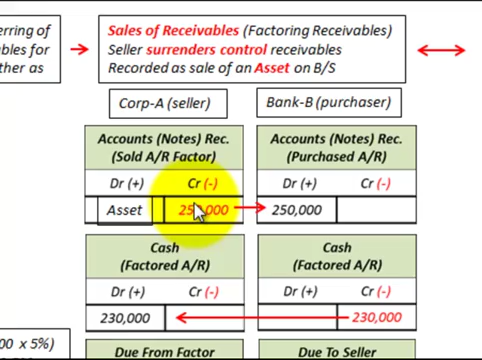 erring of
ables for
ther as
Sales of Receivables (Factoring Receivables)
Seller surrenders control receivables
Recorded as sale of an Asset on B/S
Corp-A (seller)
Bank-B (purchaser)
Accounts (Notes) Rec.
(Sold A/R Factor)
Dr (+) Cr (-)
Asset 250,000
Accounts (Notes) Rec.
(Purchased A/R)
Dr (+) Cr (-)
250,000
Cash
(Factored A/R)
Dr (+) Cr (-)
230,000
Cash
(Factored A/R)
Dr (+) Cr (-)
230,000
00 x 5%)
Due From Factor
Due To Seller